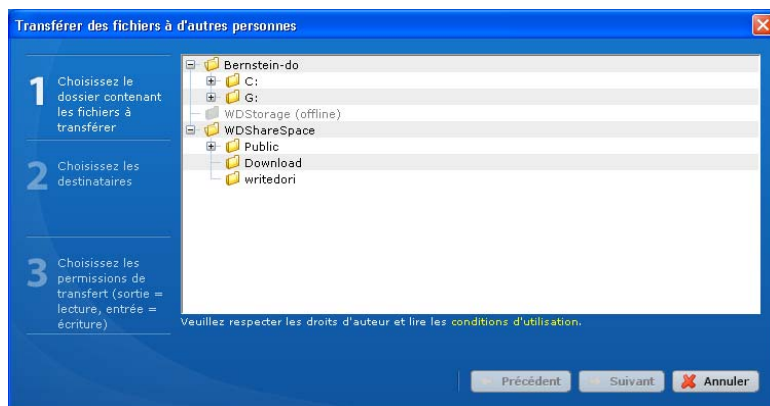 Transférer des fichiers à d'autres personnes
1 Choisissez le
dossier contenant
les fichiers à
transférer
2 Choisissez les
destinataires
3 Choisissez les
permissions de
transfert (sortie =
lecture, entrée =
écriture)
Bernstein-do
C:
G:
WDStorage (offline)
WDShareSpace
Public
Download
writedori
Veuillez respecter les droits d'auteur et lire les conditions d'utilisation.
Précédent
Suivant
Annuler